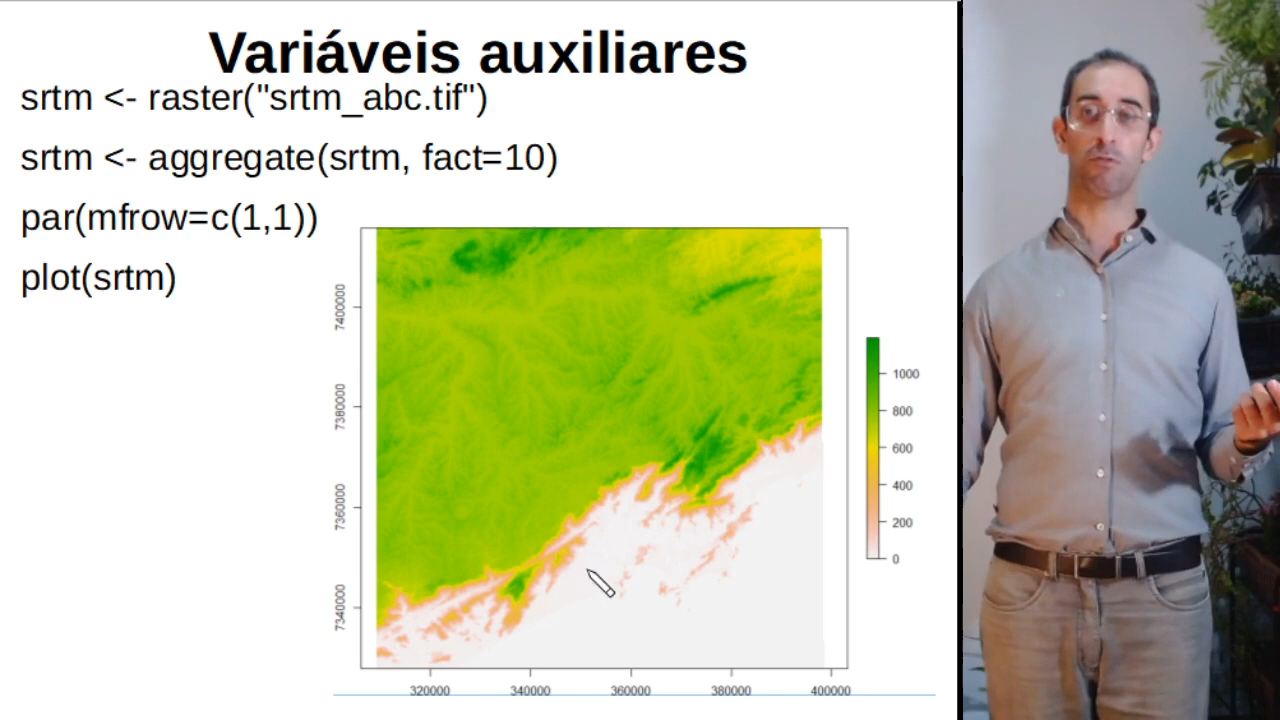 Variáveis auxiliares
srtm <- raster("srtm_abc.tif")
srtm <- aggregate(srtm, fact=10)
par(mfrow=c(1,1))
plot(srtm)
7400000
7380000
7360000
7340000
320000 340000 360000 380000 400000
1000
800
600
400
200
0